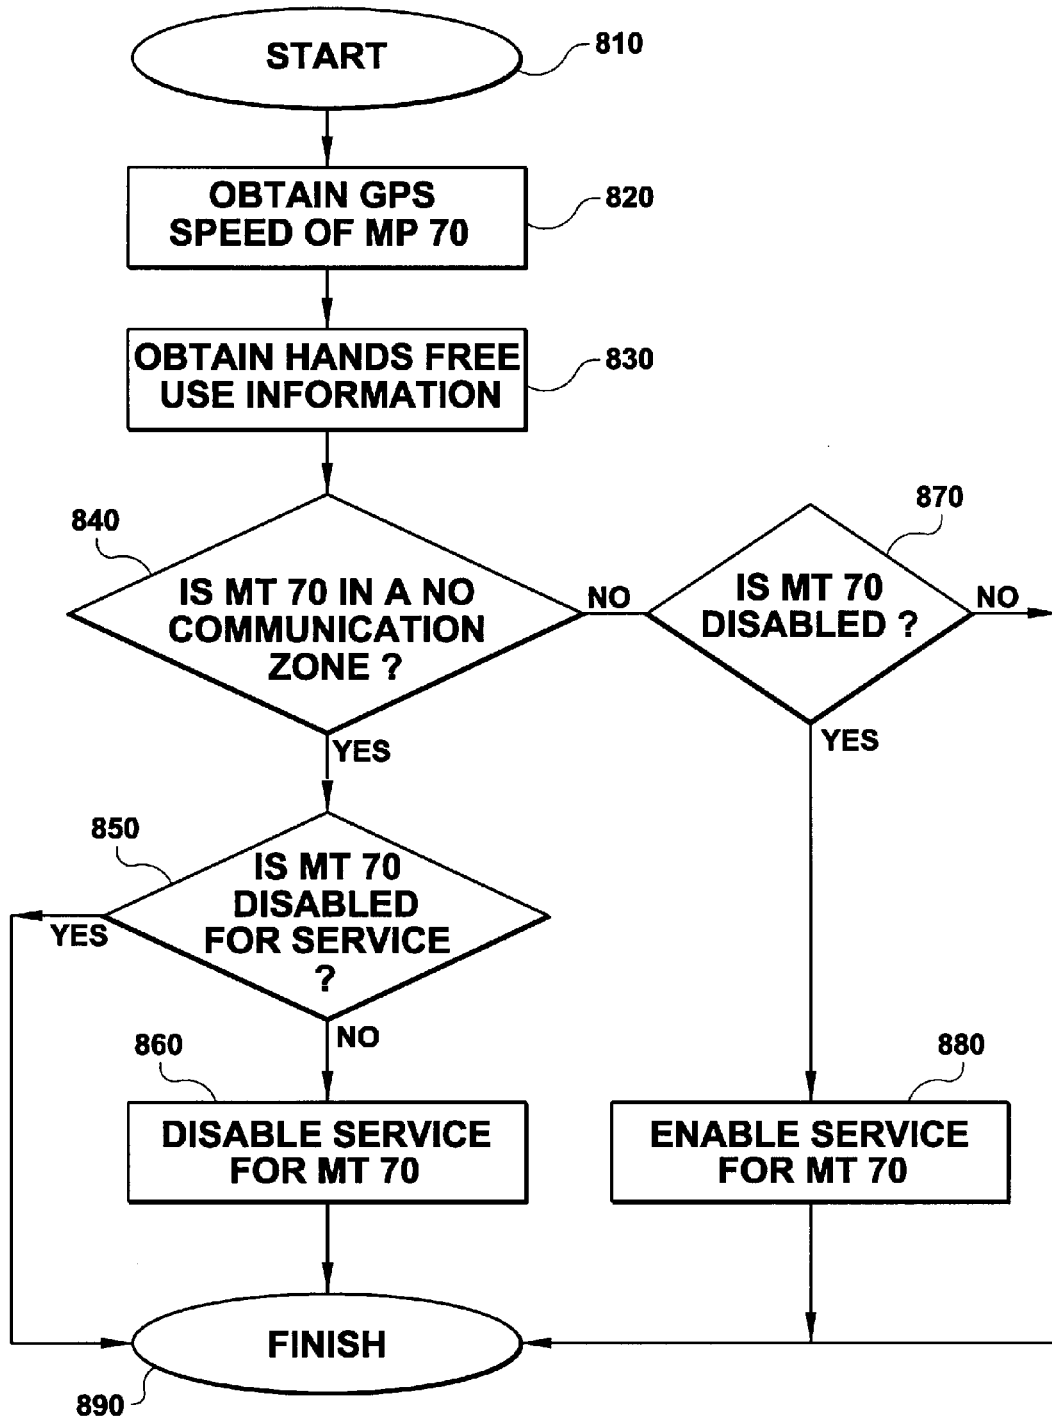 START
810
OBTAIN GPS
SPEED OF MP 70
820
OBTAIN HANDS FREE
USE INFORMATION
830
840
IS MT 70 IN A NO
COMMUNICATION
ZONE ?
NO
870
IS MT 70
DISABLED ?
NO
YES
YES
850
IS MT 70
DISABLED
FOR SERVICE
?
YES
NO
860
DISABLE SERVICE
FOR MT 70
880
ENABLE SERVICE
FOR MT 70
FINISH
890